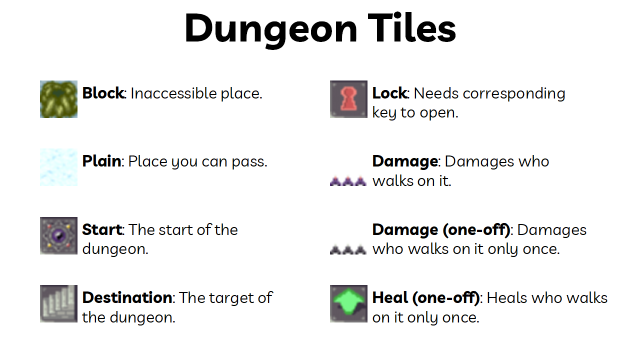 Dungeon Tiles
Block: Inaccessible place.
Plain: Place you can pass.
Start: The start of the
dungeon.
Destination: The target of
the dungeon.
Lock: Needs corresponding
key to open.
Damage: Damages who
walks on it.
Damage (one-off): Damages
who walks on it only once.
Heal (one-off): Heals who walks
on it only once.